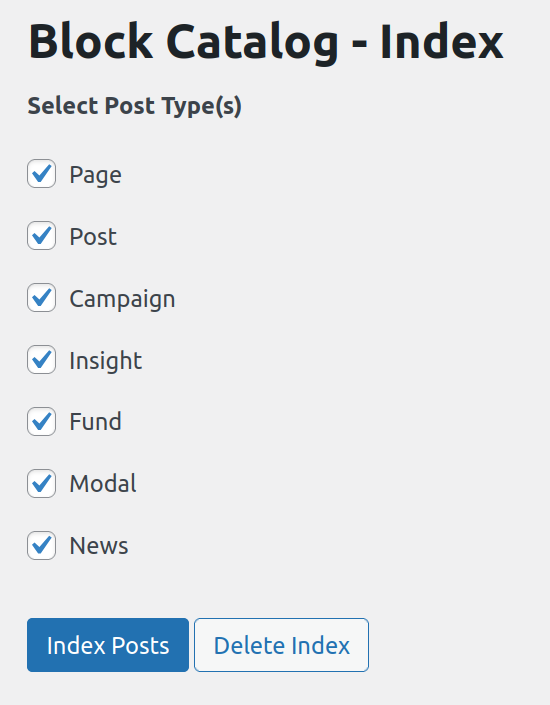 Block Catalog - Index
Select Post Type(s)
Page
Post
Campaign
Insight
Fund
Modal
News
Index Posts Delete Index